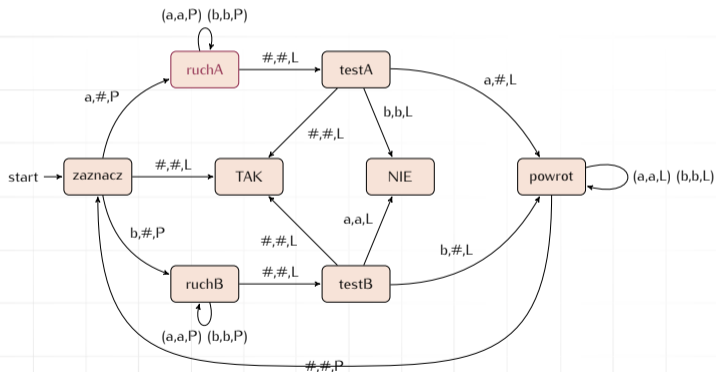 (a,a,P) (b,b,P)
ruchA
#,#,L
testA
a,#,P
a,#,L
#,#,L
b,b,L
start
zaznacz
#,#,L
TAK
NIE
powrot
(a,a,L) (b,b,L)
b,#,P
#,#,L
a,a,L
b,#,L
ruchB
#,#,L
testB
(a,a,P) (b,b,P)
#,#,P